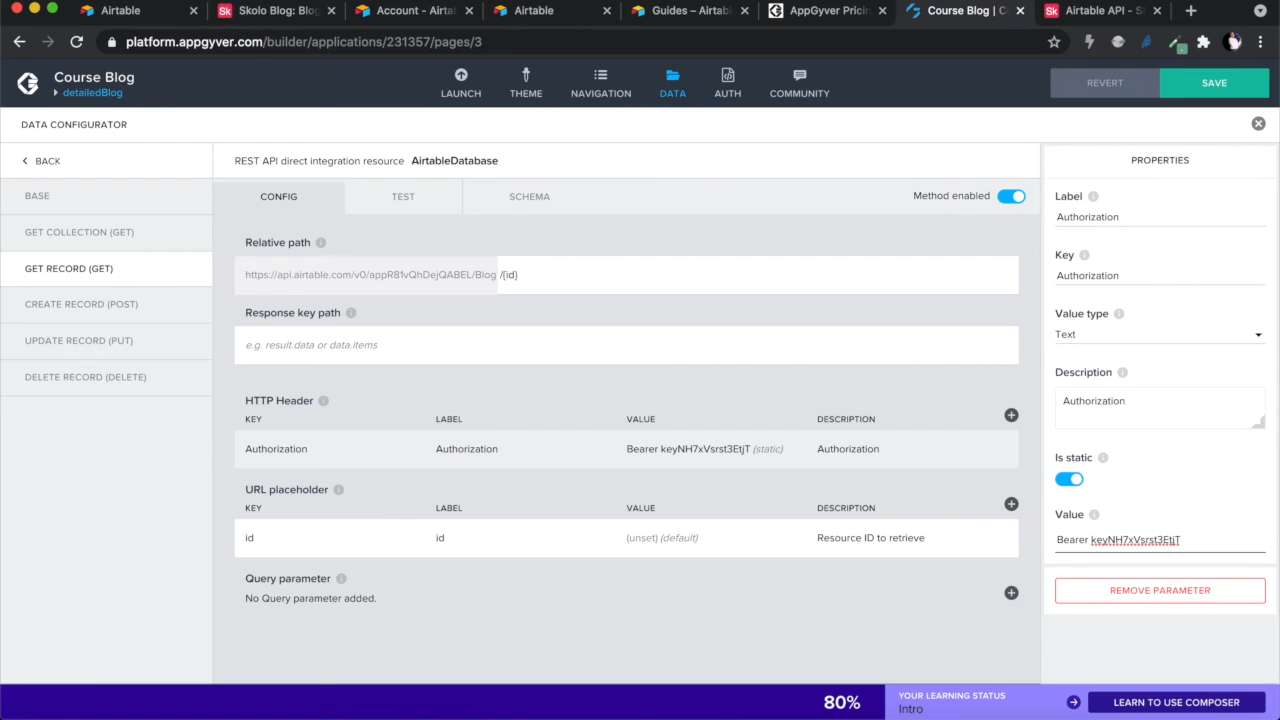 Airtable
Skolo Blog: Blog
Account - Airtab
Airtable
Guides – Airtabl
AppGyver Pricin
Course Blog | C
Airtable API - S
platform.appgyver.com/builder/applications/231357/pages/3
Course Blog
detailedBlog
LAUNCH
THEME
NAVIGATION
DATA
AUTH
COMMUNITY
REVERT
SAVE
DATA CONFIGURATOR
BACK
REST API direct integration resource AirtableDatabase
PROPERTIES
BASE
GET COLLECTION (GET)
GET RECORD (GET)
CREATE RECORD (POST)
UPDATE RECORD (PUT)
DELETE RECORD (DELETE)
CONFIG
TEST
SCHEMA
Method enabled
Relative path
https://api.airtable.com/v0/appR81vQhDejQABEL/Blog /{id}
Response key path
e.g. result.data or data.items
HTTP Header
KEY LABEL VALUE DESCRIPTION
Authorization Authorization Bearer keyNH7xVsrst3EtjT (static) Authorization
URL placeholder
KEY LABEL VALUE DESCRIPTION
id id (unset) (default) Resource ID to retrieve
Query parameter
No Query parameter added.
Label
Authorization
Key
Authorization
Value type
Text
Description
Authorization
Is static
Value
Bearer keyNH7xVsrst3EtjT
REMOVE PARAMETER
80%
YOUR LEARNING STATUS
Intro
LEARN TO USE COMPOSER